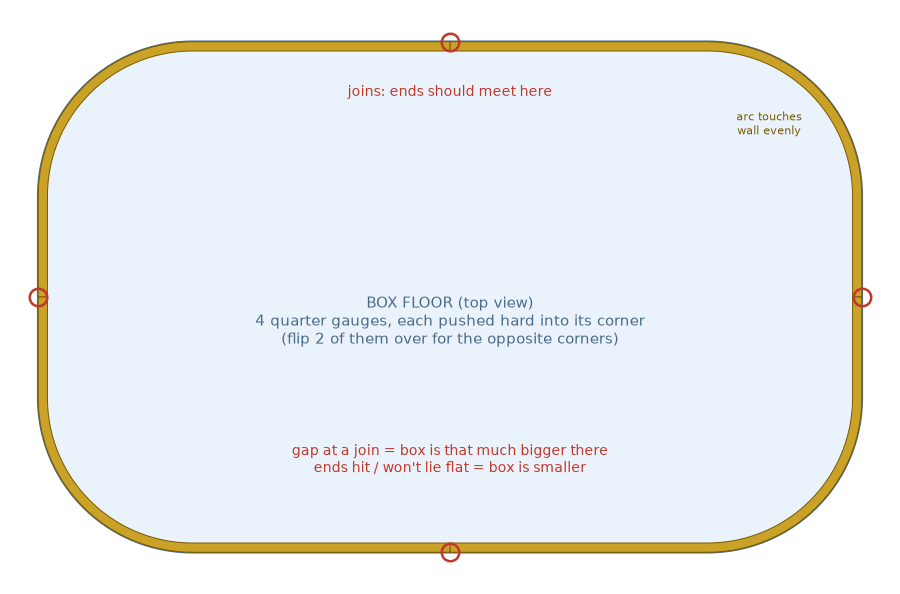 joins: ends should meet here
arc touches
wall evenly
BOX FLOOR (top view)
4 quarter gauges, each pushed hard into its corner
(flip 2 of them over for the opposite corners)
gap at a join = box is that much bigger there
ends hit / won't lie flat = box is smaller